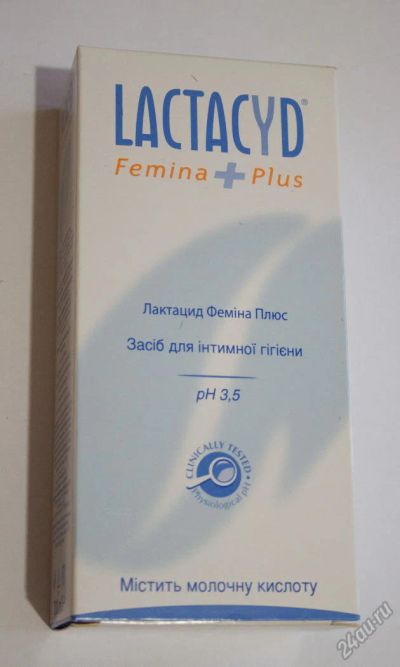 LACTACYD®
Femina + Plus
Лактацид Феміна Плюс
Засіб для інтимної гігієни
pH 3,5
CLINICALLY TESTED
• Physiological pH •
Містить молочну кислоту
24au.ru